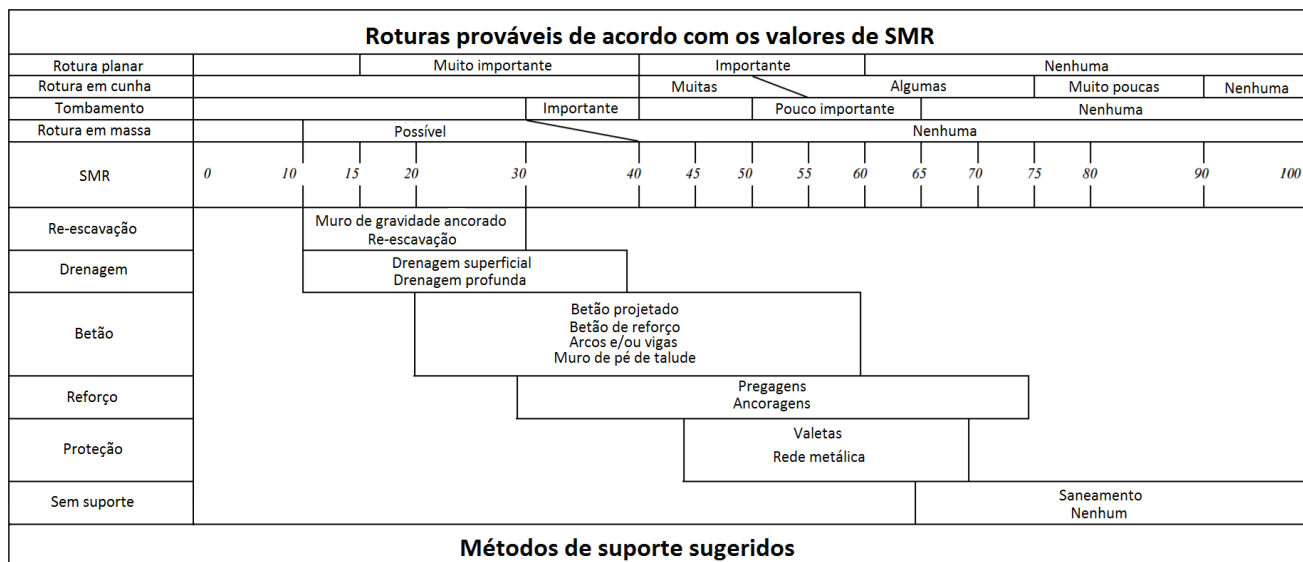 Roturas prováveis de acordo com os valores de SMR
Rotura planar Muito importante Importante Nenhuma
Rotura em cunha Muitas Algumas Muito poucas Nenhuma
Tombamento Importante Pouco importante Nenhuma
Rotura em massa Possível Nenhuma
SMR 0 10 15 20 30 40 45 50 55 60 65 70 75 80 90 100
Re-escavação
Muro de gravidade ancorado
Re-escavação
Drenagem
Drenagem superficial
Drenagem profunda
Betão
Betão projetado
Betão de reforço
Arcos e/ou vigas
Muro de pé de talude
Reforço
Pregagens
Ancoragens
Proteção
Valetas
Rede metálica
Sem suporte
Saneamento
Nenhum
Métodos de suporte sugeridos